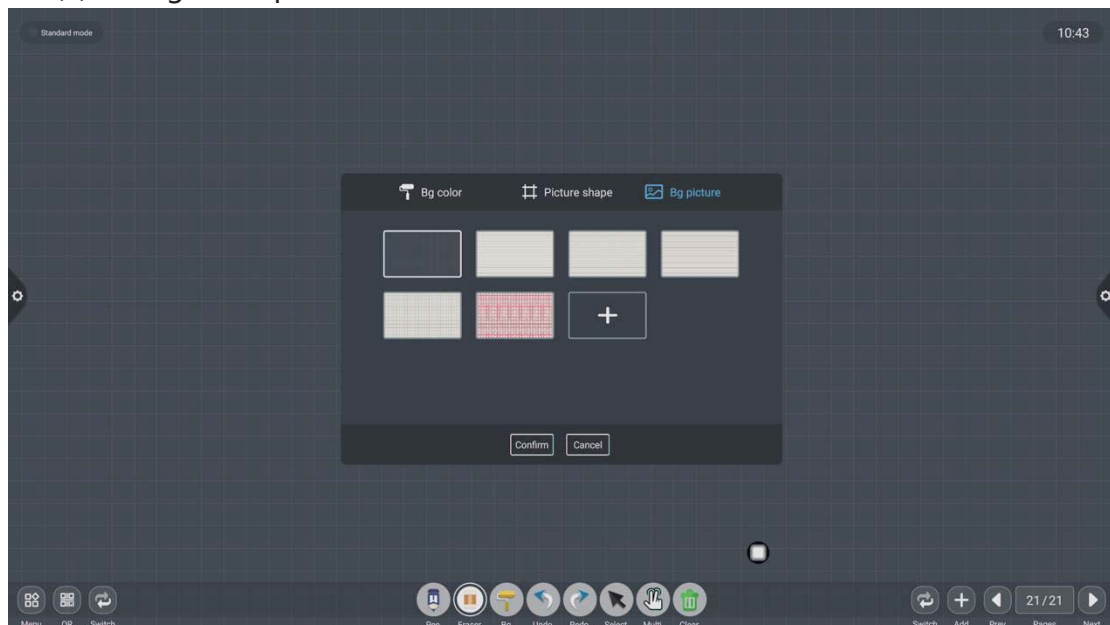 Standard mode
10:43
Bg color Picture shape Bg picture
Confirm Cancel
21/21
Menu QR Switch Pen Eraser Bg Undo Redo Select Multi Clear Switch Add Prev Pages Next